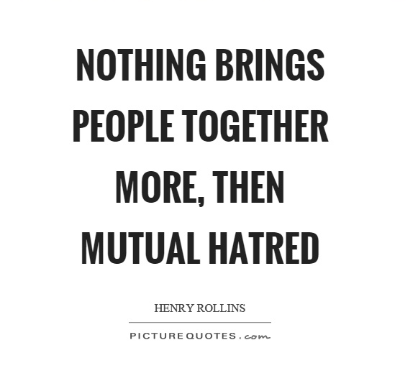 NOTHING BRINGS
PEOPLE TOGETHER
MORE, THEN
MUTUAL HATRED
HENRY ROLLINS
PICTUREQUOTES.com